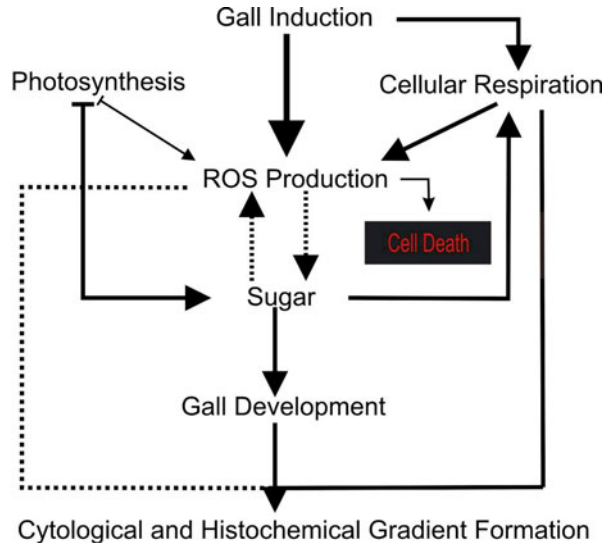 Gall Induction
Photosynthesis
Cellular Respiration
ROS Production
Cell Death
Sugar
Gall Development
Cytological and Histochemical Gradient Formation